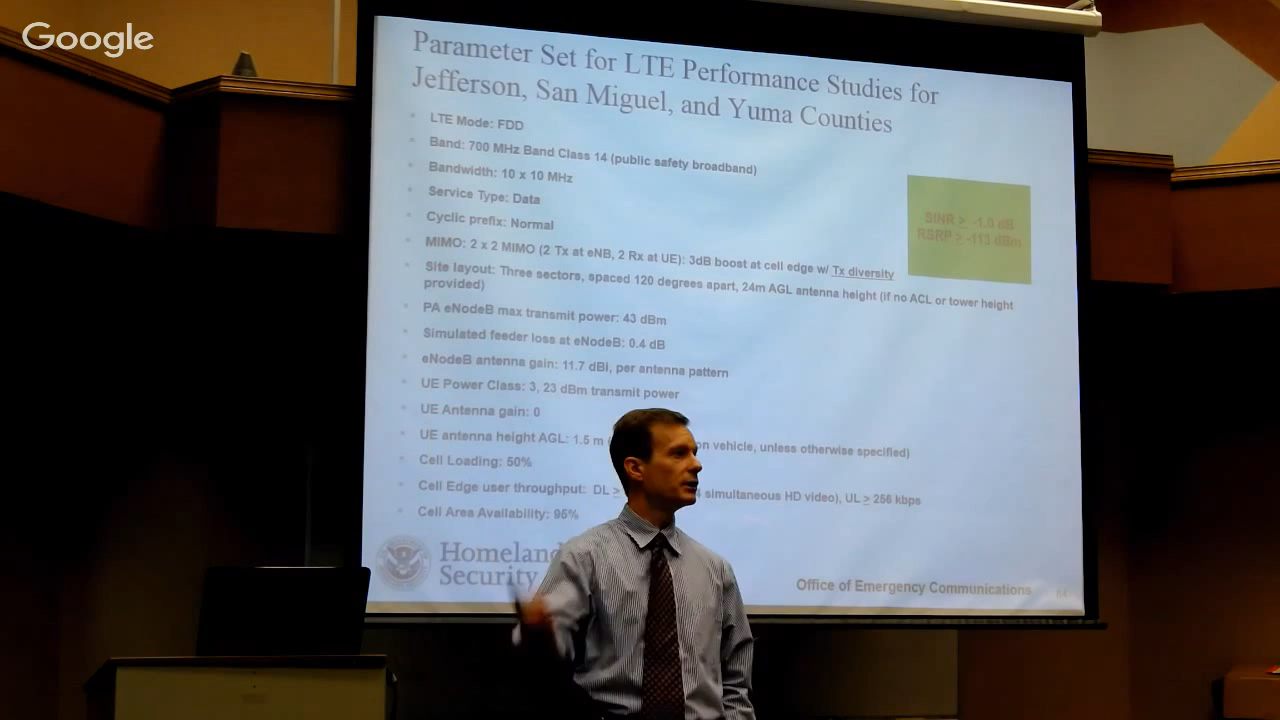 Google
Parameter Set for LTE Performance Studies for
Jefferson, San Miguel, and Yuma Counties
LTE Mode: FDD
Band: 700 MHz Band Class 14 (public safety broadband)
Bandwidth: 10 x 10 MHz
Service Type: Data
Cyclic prefix: Normal
MIMO: 2 x 2 MIMO (2 Tx at eNB, 2 Rx at UE): 3dB boost at cell edge w/ Tx diversity
Site layout: Three sectors, spaced 120 degrees apart, 24m AGL antenna height (if no ACL or tower height
provided)
PA eNodeB max transmit power: 43 dBm
Simulated feeder loss at eNodeB: 0.4 dB
eNodeB antenna gain: 11.7 dBi, per antenna pattern
UE Power Class: 3, 23 dBm transmit power
UE Antenna gain: 0
UE antenna height AGL: 1.5 m on vehicle, unless otherwise specified)
Cell Loading: 50%
Cell Edge user throughput: DL ≥ simultaneous HD video), UL ≥ 256 kbps
Cell Area Availability: 95%
SINR ≥ dB
RSRP ≥ dBm
Homeland
Security
Office of Emergency Communications